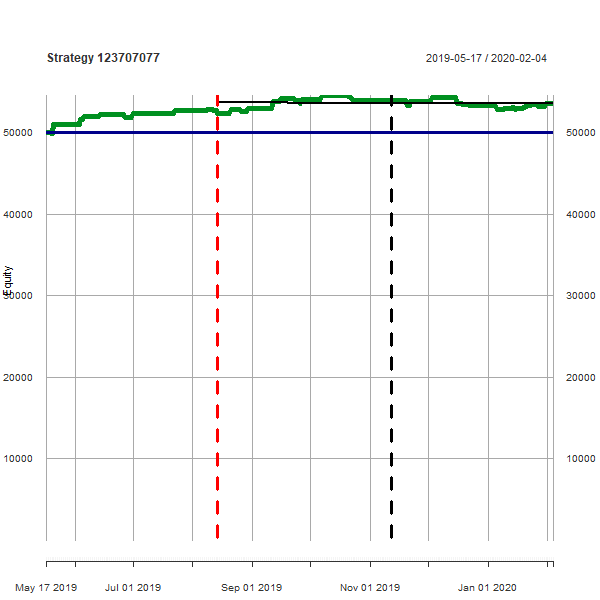 Strategy 123707077
2019-05-17 / 2020-02-04
50000
50000
40000
40000
Equity
30000
30000
20000
20000
10000
10000
May 17 2019
Jul 01 2019
Sep 01 2019
Nov 01 2019
Jan 01 2020